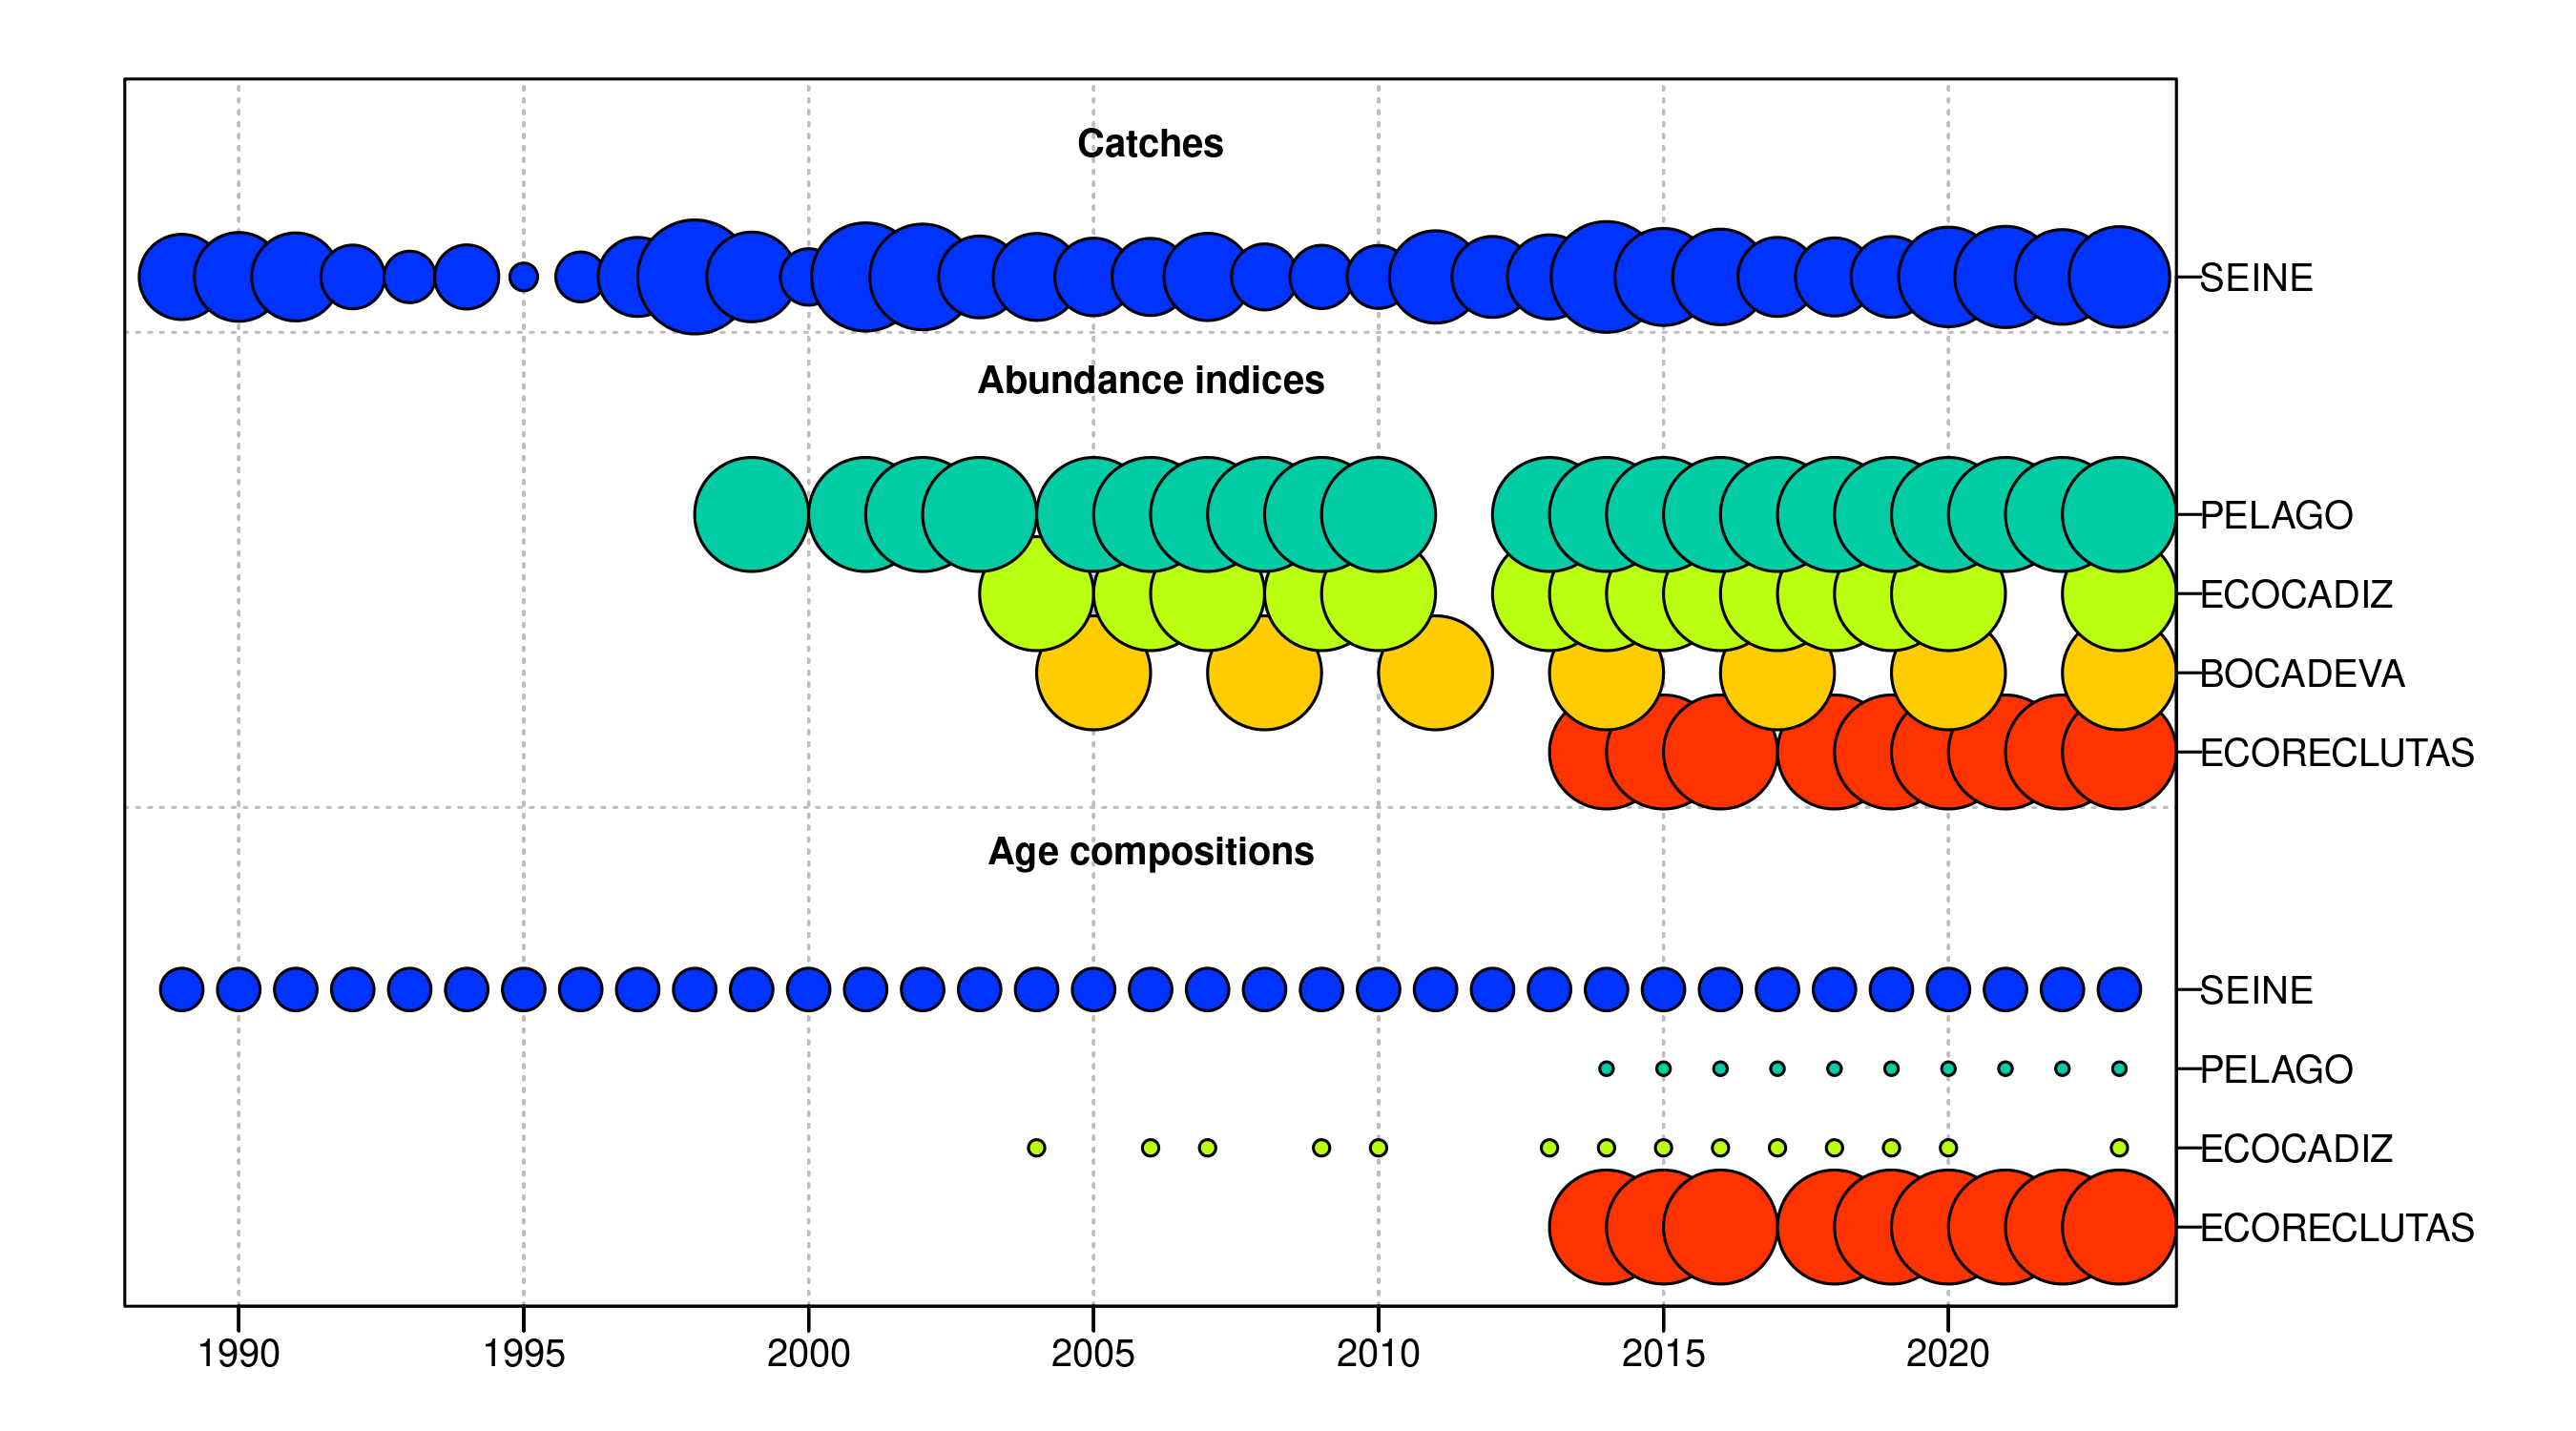 Catches
SEINE
Abundance indices
PELAGO
ECOCADIZ
BOCADEVA
ECORECLUTAS
Age compositions
SEINE
PELAGO
ECOCADIZ
ECORECLUTAS
1990 1995 2000 2005 2010 2015 2020